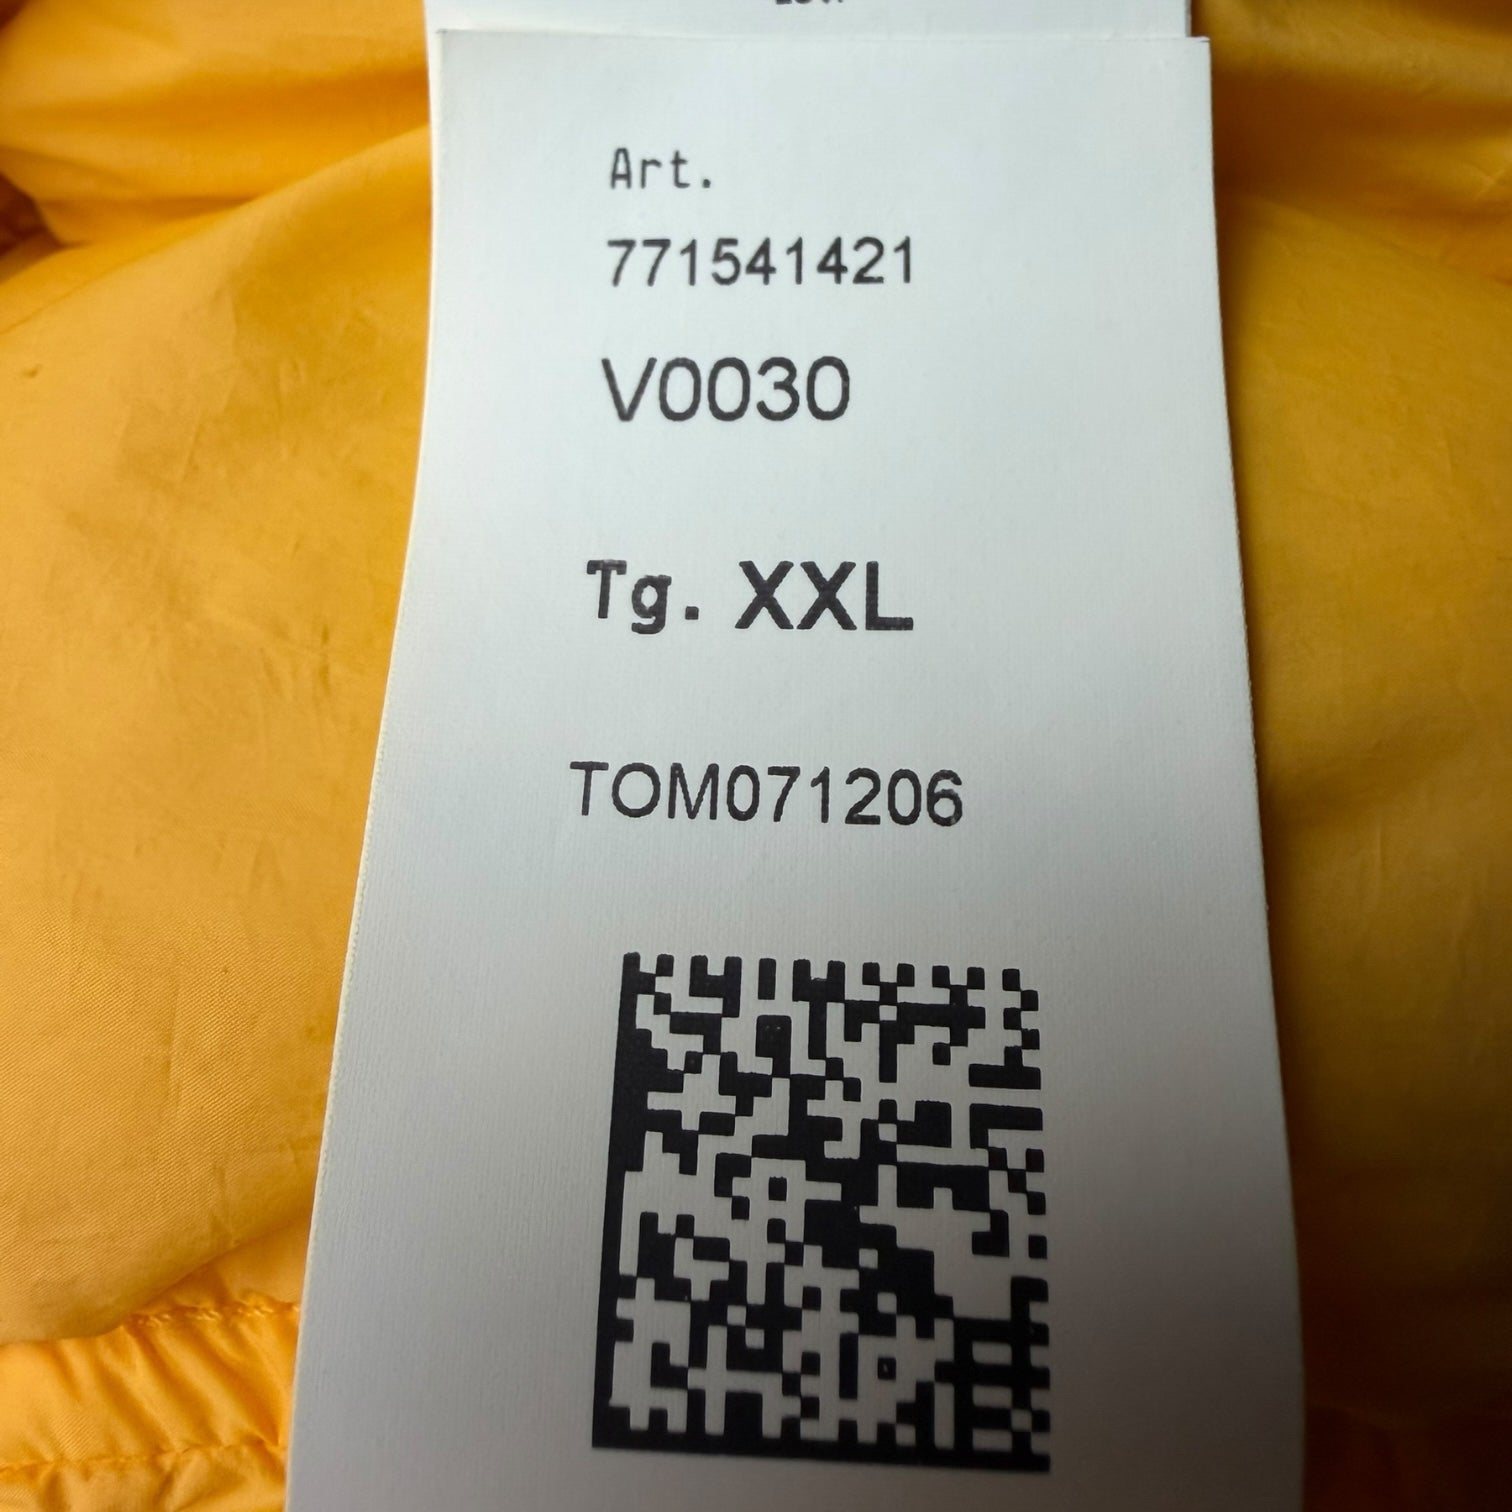 Art.
771541421
V0030
Tg. XXL
TOM071206